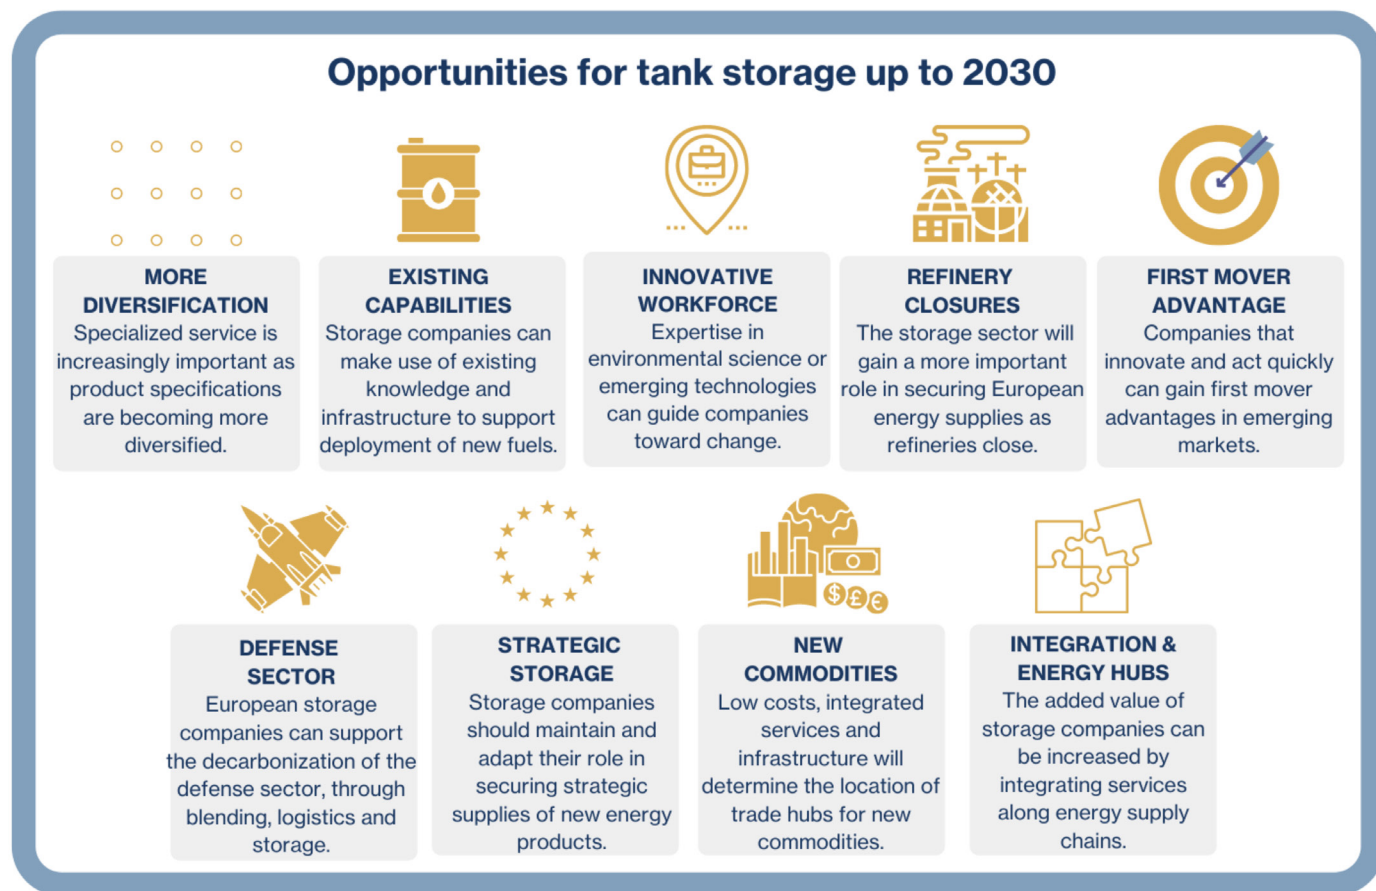 Opportunities for tank storage up to 2030
MORE
DIVERSIFICATION
Specialized service is
increasingly important as
product specifications
are becoming more
diversified.
EXISTING
CAPABILITIES
Storage companies can
make use of existing
knowledge and
infrastructure to support
deployment of new fuels.
INNOVATIVE
WORKFORCE
Expertise in
environmental science or
emerging technologies
can guide companies
toward change.
REFINERY
CLOSURES
The storage sector will
gain a more important
role in securing European
energy supplies as
refineries close.
FIRST MOVER
ADVANTAGE
Companies that
innovate and act quickly
can gain first mover
advantages in emerging
markets.
DEFENSE
SECTOR
European storage
companies can support
the decarbonization of the
defense sector, through
blending, logistics and
storage.
STRATEGIC
STORAGE
Storage companies
should maintain and
adapt their role in
securing strategic
supplies of new energy
products.
$ £ €
NEW
COMMODITIES
Low costs, integrated
services and
infrastructure will
determine the location of
trade hubs for new
commodities.
INTEGRATION &
ENERGY HUBS
The added value of
storage companies can
be increased by
integrating services
along energy supply
chains.